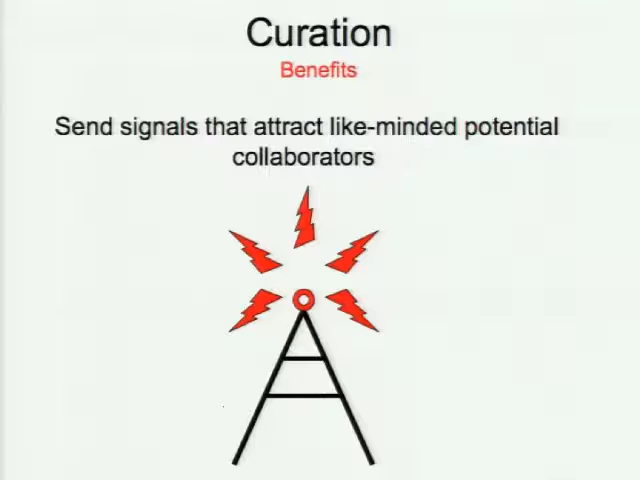 Curation
Benefits
Send signals that attract like-minded potential
collaborators